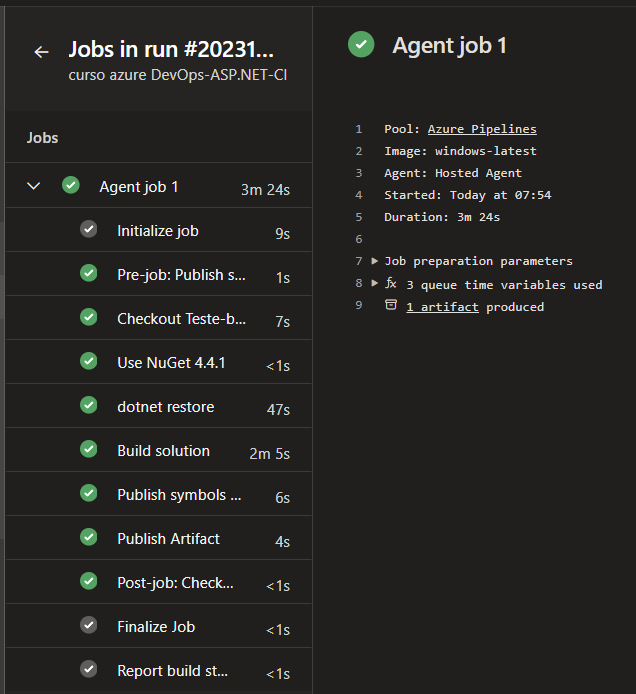 Jobs in run #20231...
curso azure DevOps-ASP.NET-CI
Jobs
Agent job 1 3m 24s
Initialize job 9s
Pre-job: Publish s... 1s
Checkout Teste-b... 7s
Use NuGet 4.4.1 <1s
dotnet restore 47s
Build solution 2m 5s
Publish symbols ... 6s
Publish Artifact 4s
Post-job: Check... <1s
Finalize Job <1s
Report build st... <1s
Agent job 1
1 Pool: Azure Pipelines
2 Image: windows-latest
3 Agent: Hosted Agent
4 Started: Today at 07:54
5 Duration: 3m 24s
6
7 Job preparation parameters
8 fx 3 queue time variables used
9 1 artifact produced